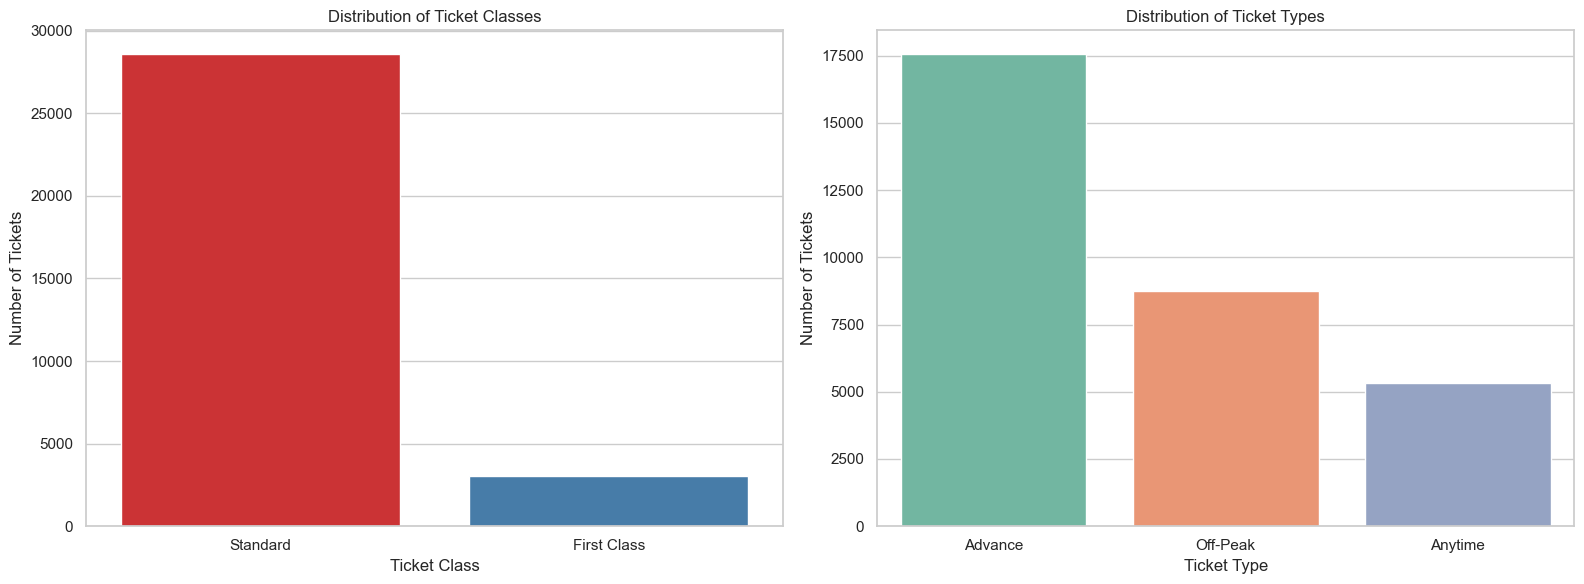 Distribution of Ticket Classes
30000
25000
20000
15000
10000
5000
0
Number of Tickets
Standard
First Class
Ticket Class
Distribution of Ticket Types
17500
15000
12500
10000
7500
5000
2500
0
Number of Tickets
Advance
Off-Peak
Anytime
Ticket Type